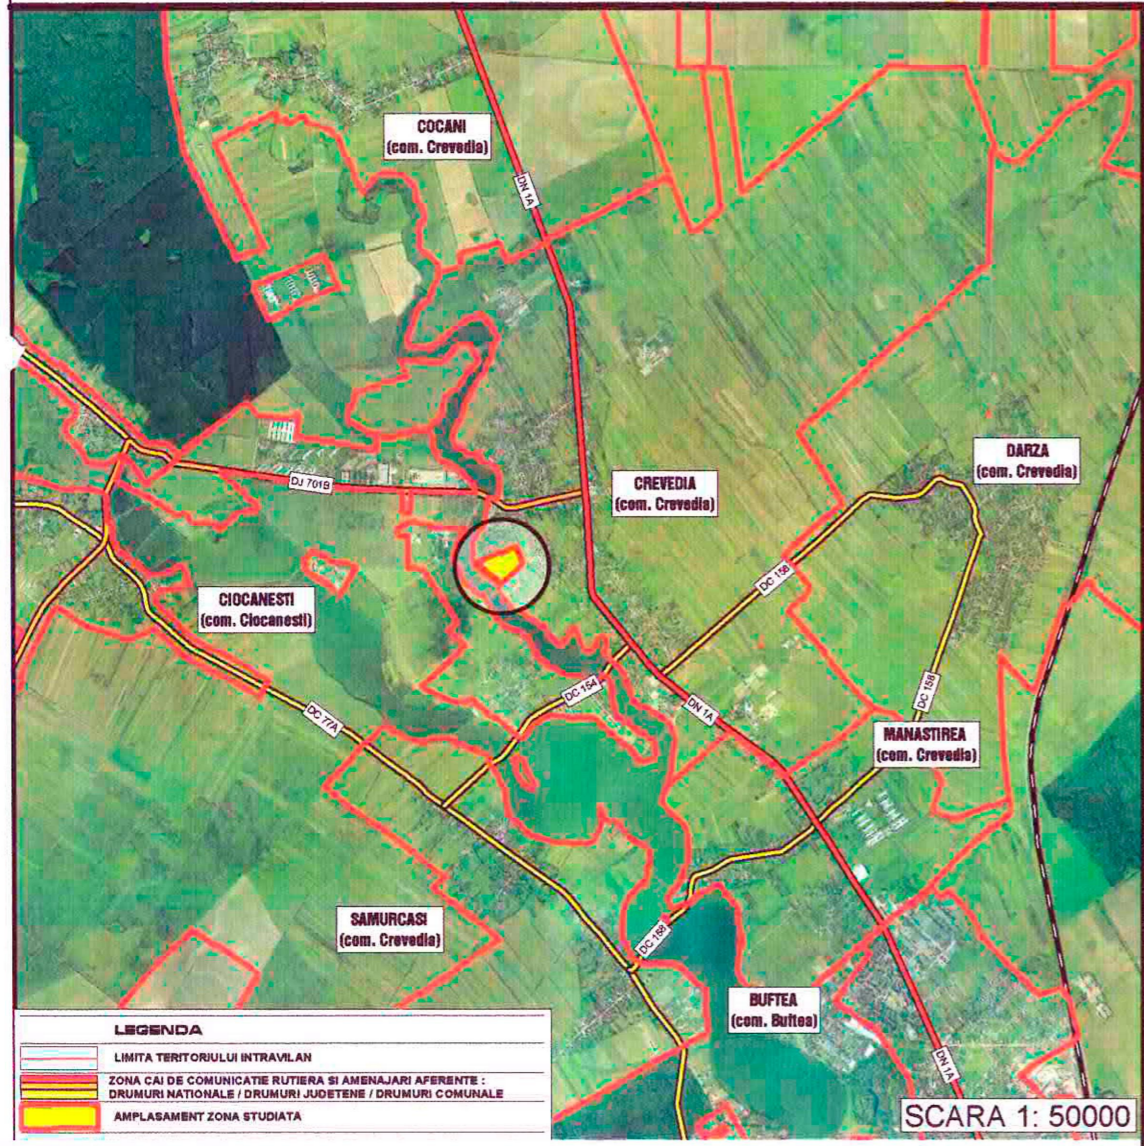 COCANI
(com. Crevedia)
DN 1A
DJ 701B
CREVEDIA
(com. Crevedia)
DARZA
(com. Crevedia)
DC 158
CIOCANESTI
(com. Ciocanesti)
DC 154
DC 158
DC 77A
DN 1A
MANASTIREA
(com. Crevedia)
SAMURCASI
(com. Crevedia)
DC 158
BUFTEA
(com. Buftea)
DN 1A
LEGENDA
LIMITA TERITORIULUI INTRAVILAN
ZONA CAI DE COMUNICATIE RUTIERA SI AMENAJARI AFERENTE :
DRUMURI NATIONALE / DRUMURI JUDETENE / DRUMURI COMUNALE
AMPLASAMENT ZONA STUDIATA
SCARA 1: 50000